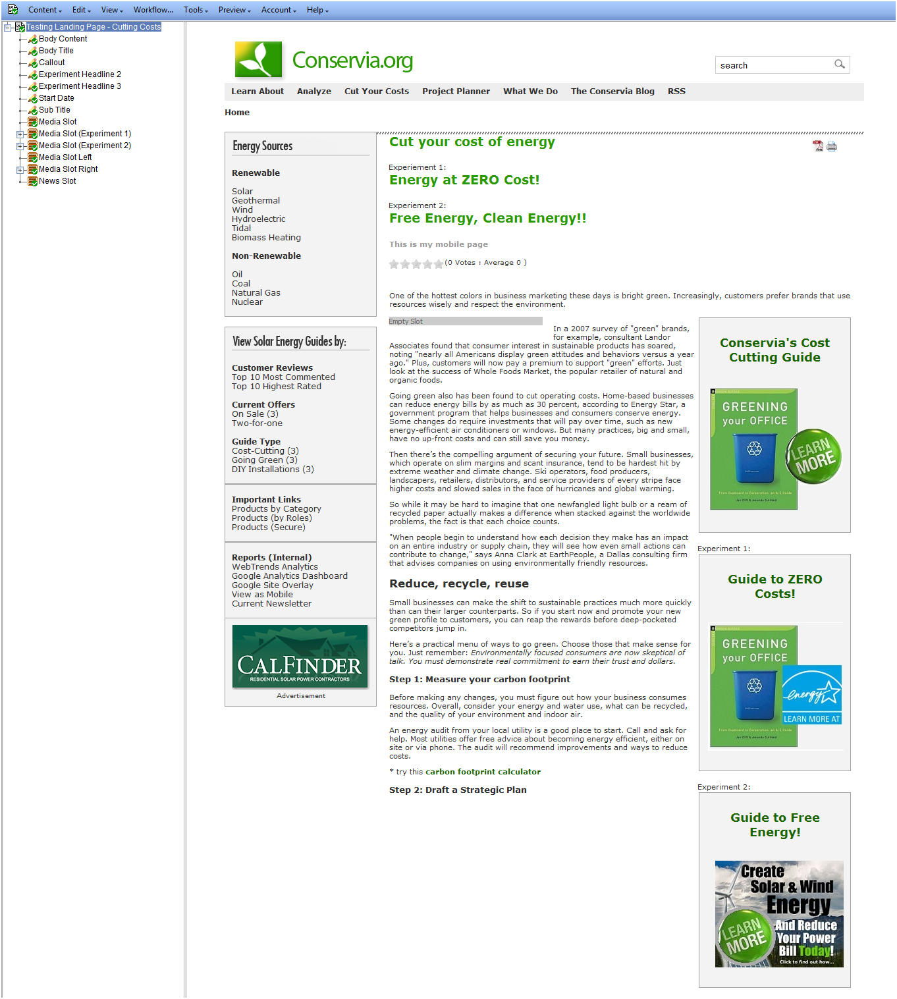 Content Edit View Workflow... Tools Preview Account Help
Testing Landing Page - Cutting Costs
Body Content
Body Title
Callout
Experiment Headline 2
Experiment Headline 3
Start Date
Sub Title
Media Slot
Media Slot (Experiment 1)
Media Slot (Experiment 2)
Media Slot Left
Media Slot Right
News Slot
Conservia.org
search
Learn About Analyze Cut Your Costs Project Planner What We Do The Conservia Blog RSS
Home
Energy Sources
Renewable
Solar
Geothermal
Wind
Hydroelectric
Tidal
Biomass Heating
Non-Renewable
Oil
Coal
Natural Gas
Nuclear
View Solar Energy Guides by:
Customer Reviews
Top 10 Most Commented
Top 10 Highest Rated
Current Offers
On Sale (3)
Two-for-one
Guide Type
Cost-Cutting (3)
Going Green (3)
DIY Installations (3)
Important Links
Products by Category
Products (by Roles)
Products (Secure)
Reports (Internal)
WebTrends Analytics
Google Analytics Dashboard
Google Site Overlay
View as Mobile
Current Newsletter
CALFINDER
RESIDENTIAL SOLAR POWER CONTRACTORS
Advertisement
Cut your cost of energy
Experiement 1:
Energy at ZERO Cost!
Experiement 2:
Free Energy, Clean Energy!!
This is my mobile page
(0 Votes : Average 0 )
One of the hottest colors in business marketing these days is bright green. Increasingly, customers prefer brands that use
resources wisely and respect the environment.
Empty Slot
In a 2007 survey of "green" brands,
for example, consultant Landor
Associates found that consumer interest in sustainable products has soared,
noting "nearly all Americans display green attitudes and behaviors versus a year
ago." Plus, customers will now pay a premium to support "green" efforts. Just
look at the success of Whole Foods Market, the popular retailer of natural and
organic foods.
Going green also has been found to cut operating costs. Home-based businesses
can reduce energy bills by as much as 30 percent, according to Energy Star, a
government program that helps businesses and consumers conserve energy.
Some changes do require investments that will pay over time, such as new
energy-efficient air conditioners or windows. But many practices, big and small,
have no up-front costs and can still save you money.
Then there's the compelling argument of securing your future. Small businesses,
which operate on slim margins and scant insurance, tend to be hardest hit by
extreme weather and climate change. Ski operators, food producers,
landscapers, retailers, distributors, and service providers of every stripe face
higher costs and slowed sales in the face of hurricanes and global warming.
So while it may be hard to imagine that one newfangled light bulb or a ream of
recycled paper actually makes a difference when stacked against the worldwide
problems, the fact is that each choice counts.
"When people begin to understand how each decision they make has an impact
on an entire industry or supply chain, they will see how even small actions can
contribute to change," says Anna Clark at EarthPeople, a Dallas consulting firm
that advises companies on using environmentally friendly resources.
Reduce, recycle, reuse
Small businesses can make the shift to sustainable practices much more quickly
than can their larger counterparts. So if you start now and promote your new
green profile to customers, you can reap the rewards before deep-pocketed
competitors jump in.
Here's a practical menu of ways to go green. Choose those that make sense for
you. Just remember: Environmentally focused consumers are now skeptical of
talk. You must demonstrate real commitment to earn their trust and dollars.
Step 1: Measure your carbon footprint
Before making any changes, you must figure out how your business consumes
resources. Overall, consider your energy and water use, what can be recycled,
and the quality of your environment and indoor air.
An energy audit from your local utility is a good place to start. Call and ask for
help. Most utilities offer free advice about becoming energy efficient, either on
site or via phone. The audit will recommend improvements and ways to reduce
costs.
* try this carbon footprint calculator
Step 2: Draft a Strategic Plan
Conservia's Cost
Cutting Guide
GREENING
your OFFICE
From Cupboard to Corporation, an A-Z Guide
Jon Clift & Amanda Cuthbert
LEARN
MORE
Experiment 1:
Guide to ZERO
Costs!
GREENING
your OFFICE
energy
LEARN MORE AT
From Cupboard to Corporation, an A-Z Guide
Jon Clift & Amanda Cuthbert
Experiment 2:
Guide to Free
Energy!
Create
Solar & Wind
Energy
And Reduce
Your Power
Bill Today!
Click to find out how...
LEARN
MORE